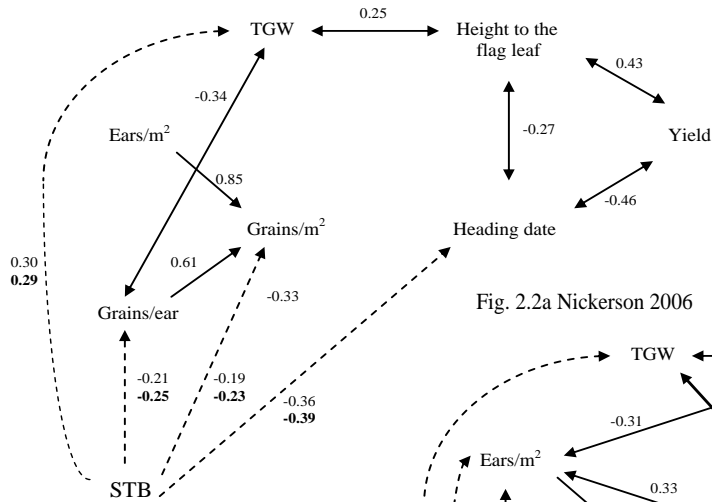 0.25
TGW
Height to the
flag leaf
0.43
-0.34
-0.27
Ears/m²
Yield
0.85
-0.46
Grains/m²
Heading date
0.30
0.29
0.61
-0.33
Grains/ear
Fig. 2.2a Nickerson 2006
TGW
-0.21
-0.25
-0.19
-0.23
-0.36
-0.39
-0.31
Ears/m²
0.33
STB